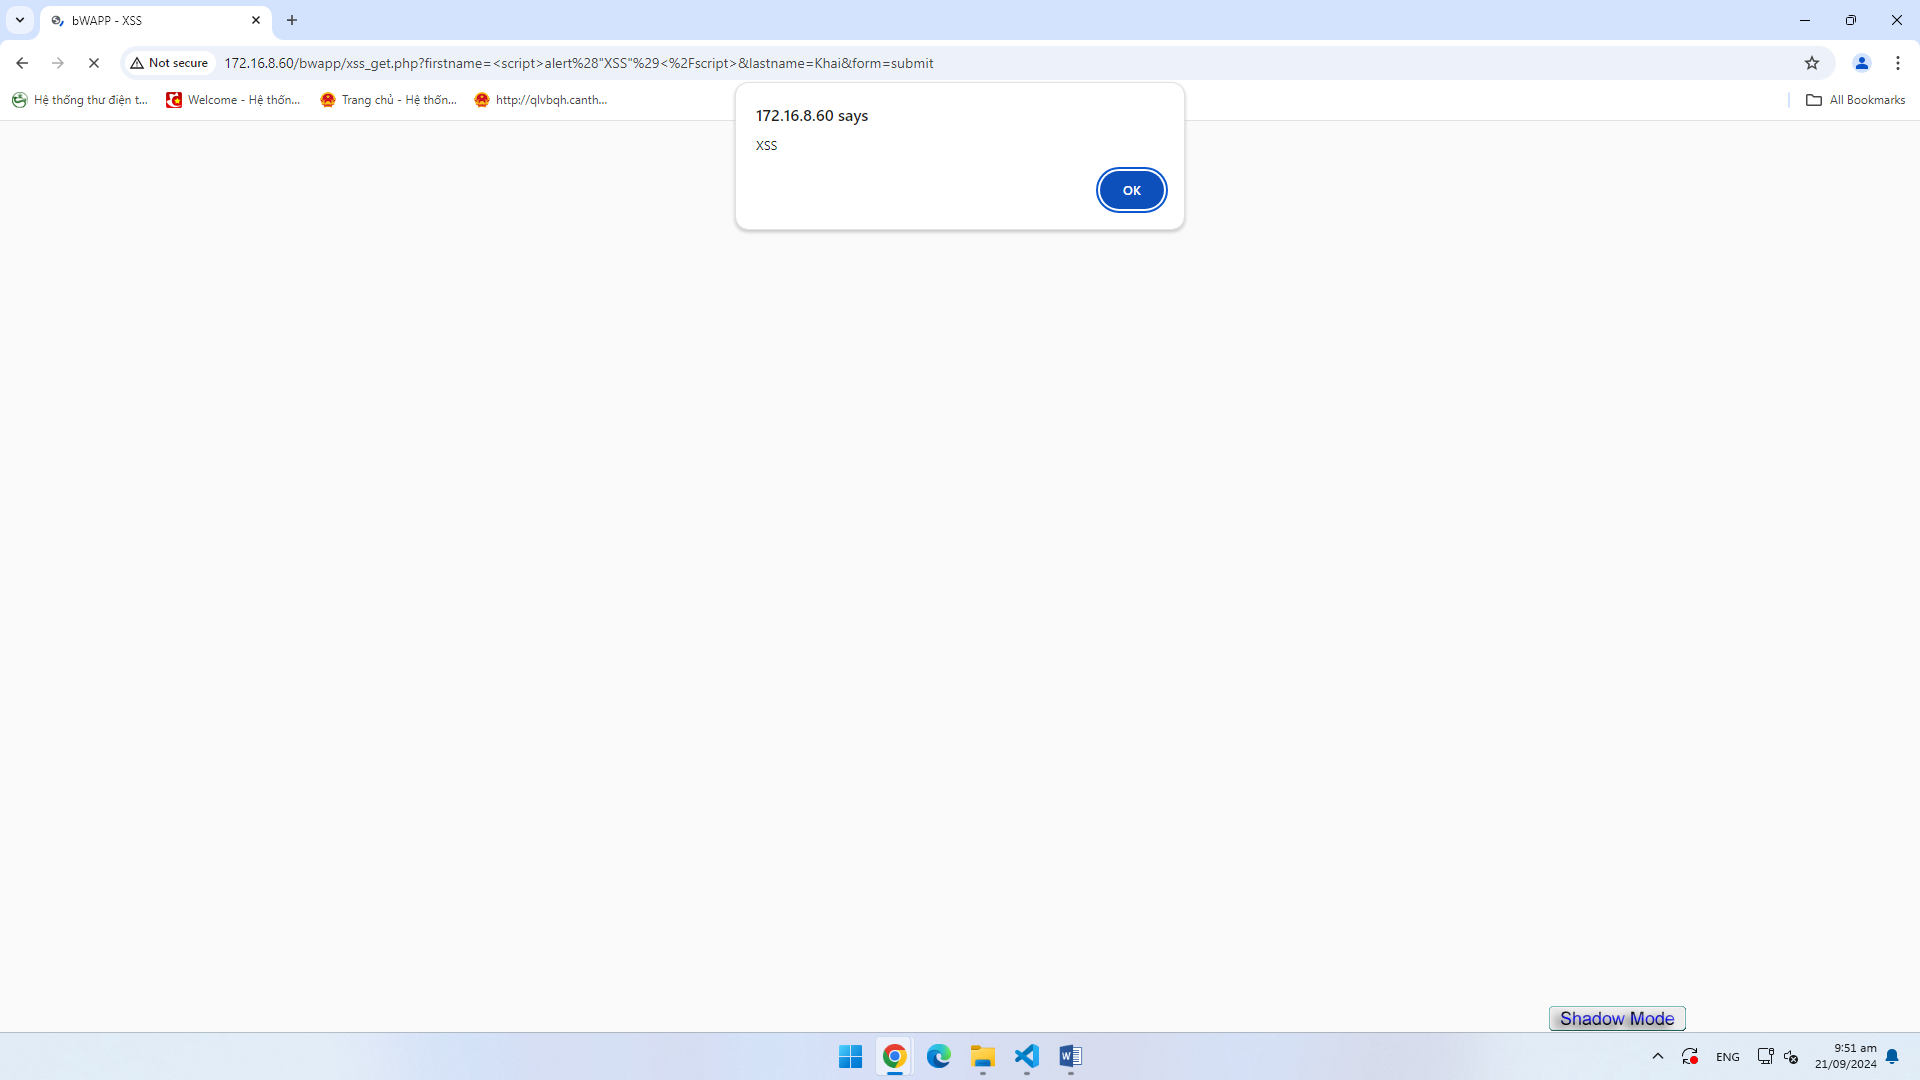 bWAPP - XSS
Not secure
172.16.8.60/bwapp/xss_get.php?firstname=<script>alert%28"XSS"%29<%2Fscript>&lastname=Khai&form=submit
Hệ thống thư điện t...
Welcome - Hệ thốn...
Trang chủ - Hệ thốn...
http://qlvbqh.canth...
All Bookmarks
172.16.8.60 says
XSS
OK
Shadow Mode
ENG
9:51 am
21/09/2024